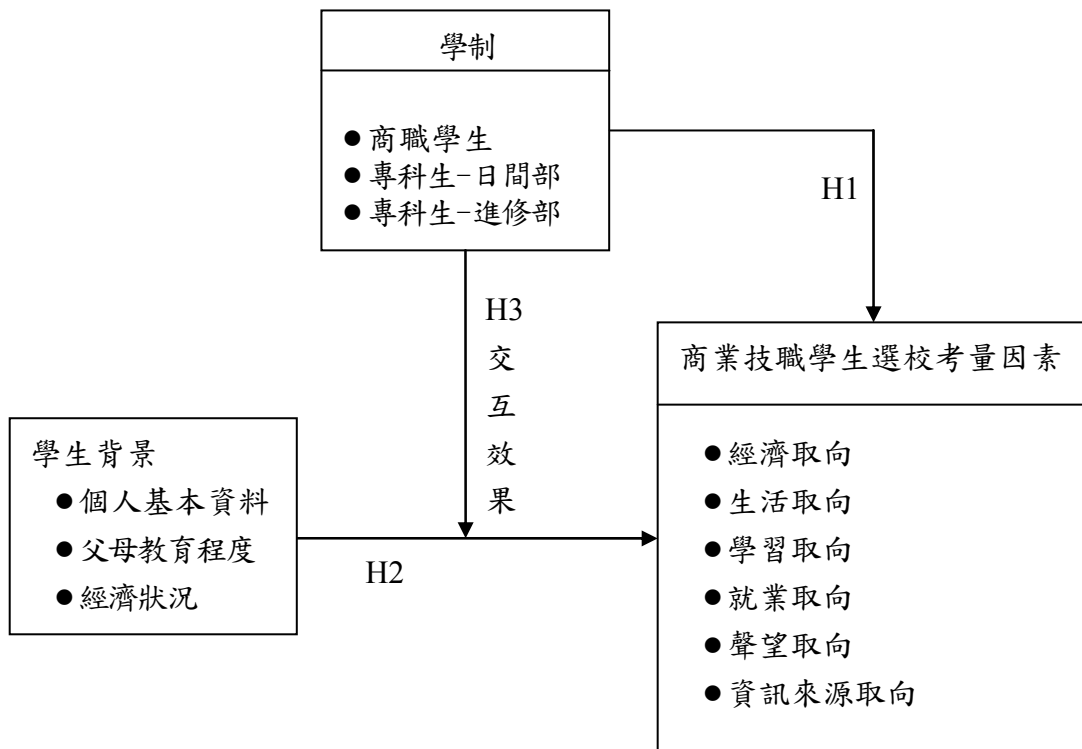 學制
●商職學生
●專科生-日間部
●專科生-進修部
H1
H3
交
互
效
果
商業技職學生選校考量因素
●經濟取向
●生活取向
●學習取向
●就業取向
●聲望取向
●資訊來源取向
學生背景
●個人基本資料
●父母教育程度
●經濟狀況
H2